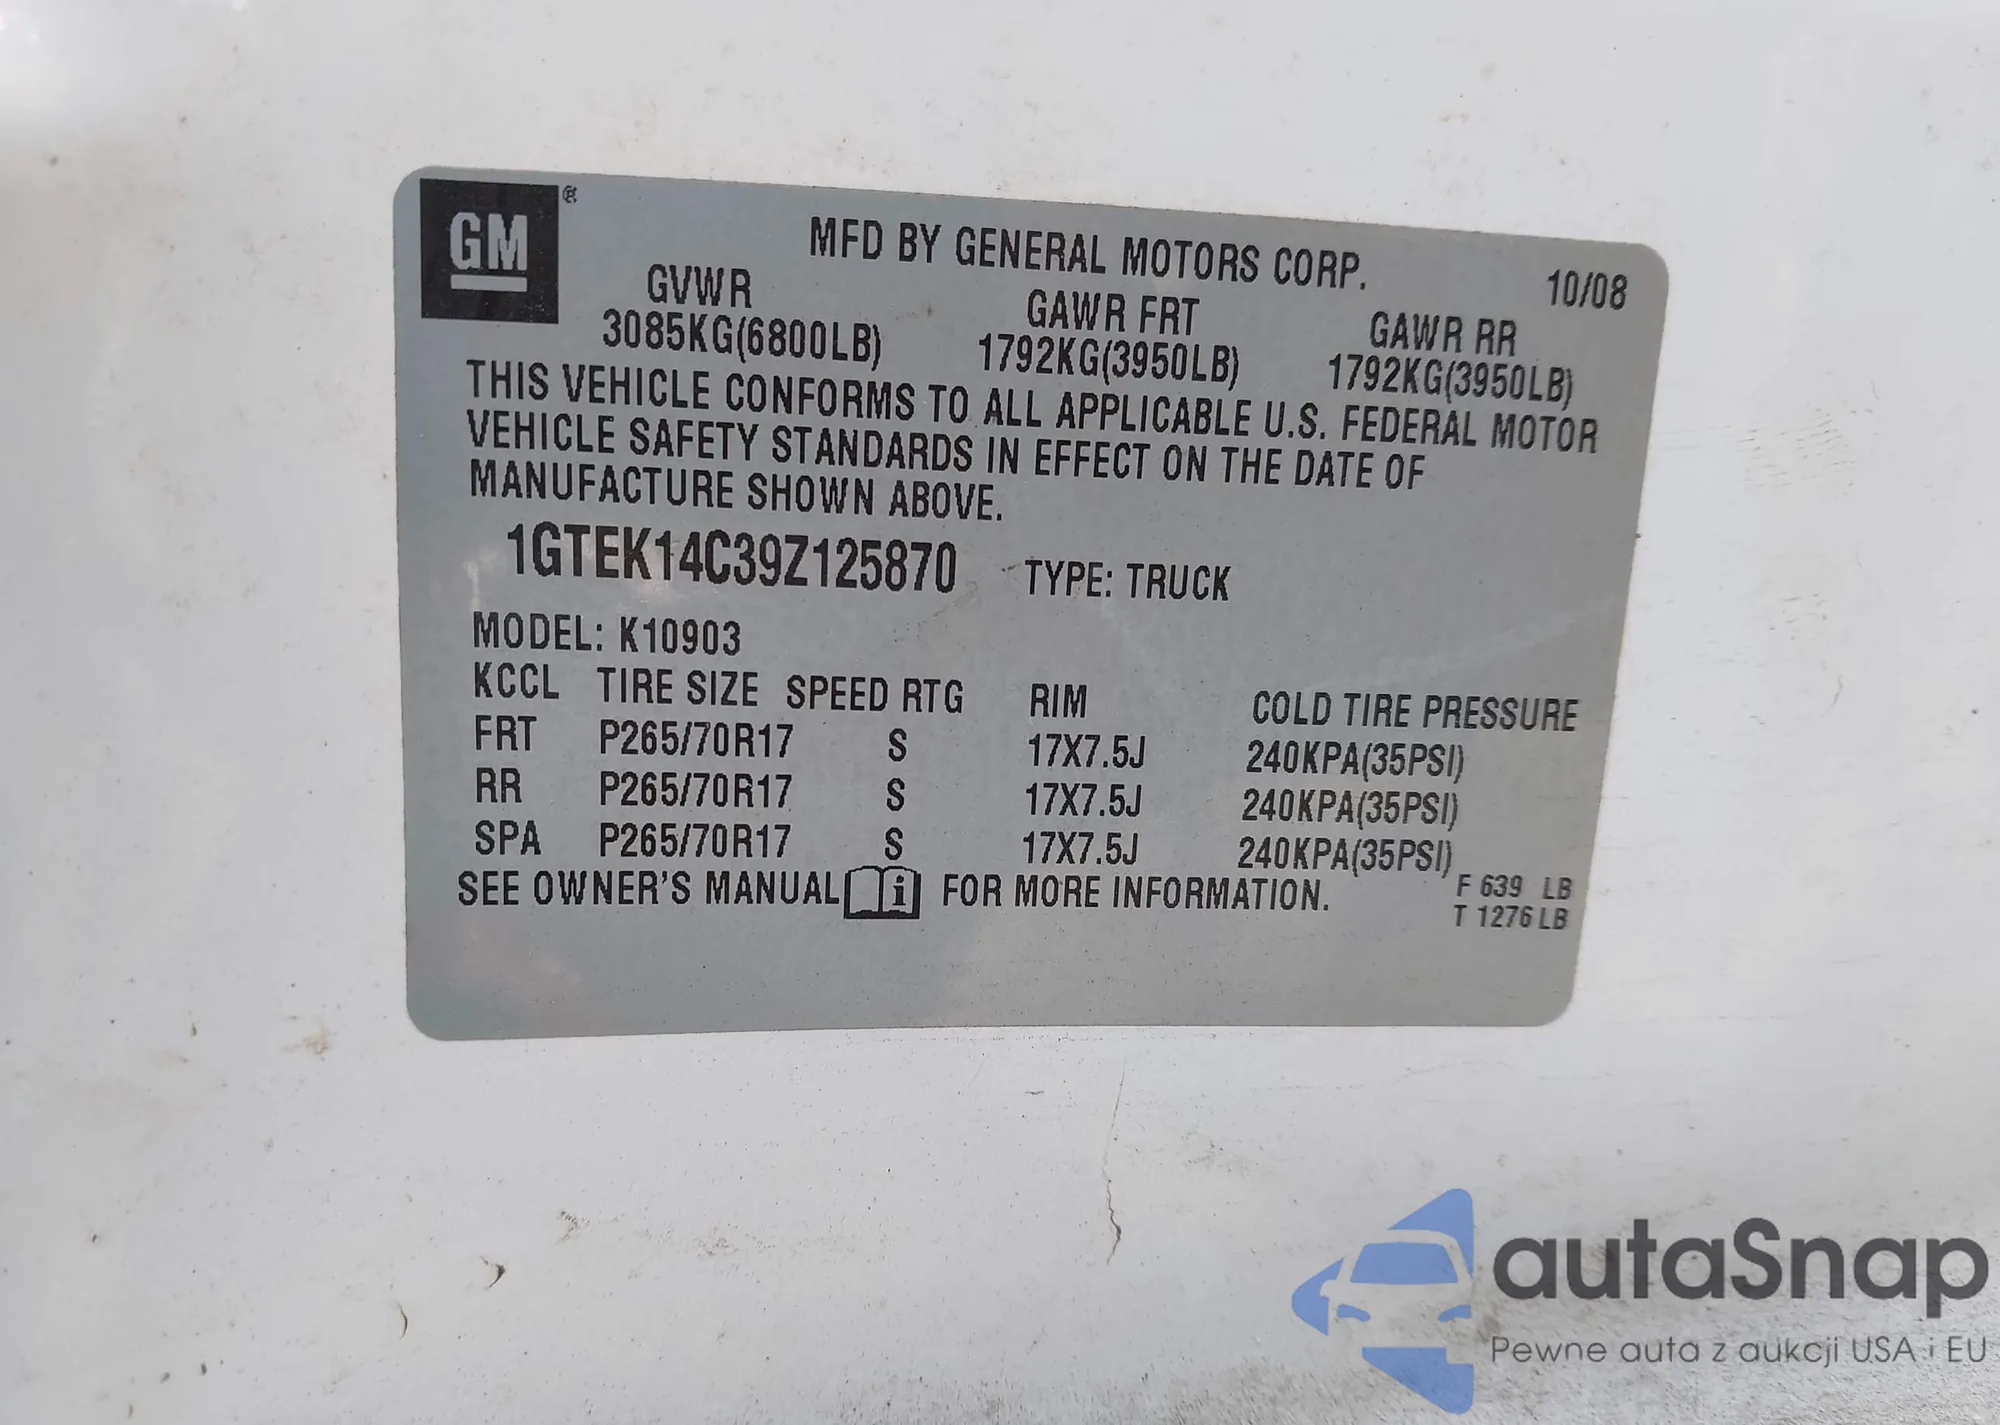 GM ®
MFD BY GENERAL MOTORS CORP. 10/08
GVWR GAWR FRT GAWR RR
3085KG(6800LB) 1792KG(3950LB) 1792KG(3950LB)
THIS VEHICLE CONFORMS TO ALL APPLICABLE U.S. FEDERAL MOTOR
VEHICLE SAFETY STANDARDS IN EFFECT ON THE DATE OF
MANUFACTURE SHOWN ABOVE.
1GTEK14C39Z125870 TYPE: TRUCK
MODEL: K10903
KCCL TIRE SIZE SPEED RTG RIM COLD TIRE PRESSURE
FRT P265/70R17 S 17X7.5J 240KPA(35PSI)
RR P265/70R17 S 17X7.5J 240KPA(35PSI)
SPA P265/70R17 S 17X7.5J 240KPA(35PSI)
SEE OWNER'S MANUAL i FOR MORE INFORMATION.
F 639 LB
T 1276 LB
autaSnap
Pewne auta z aukcji USA i EU